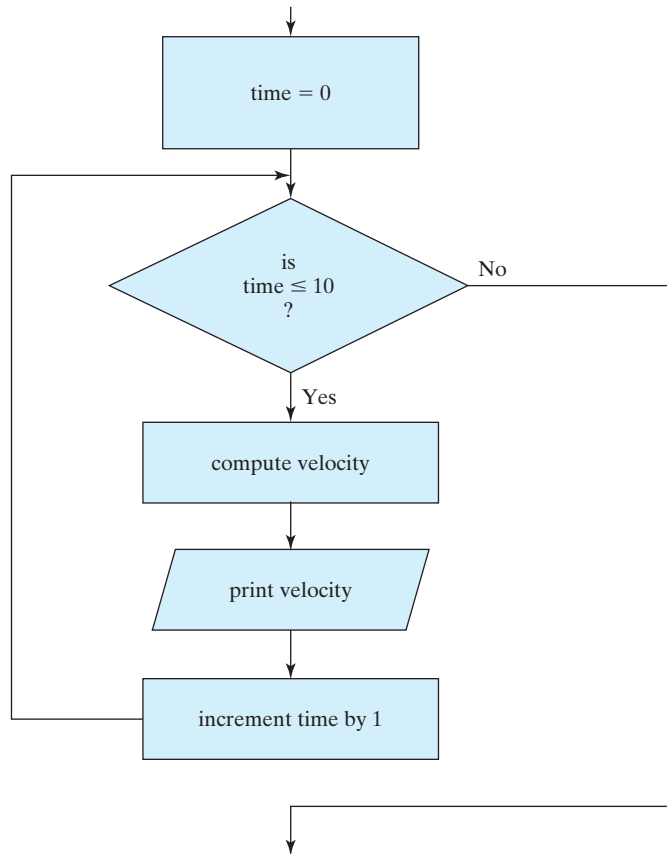 time = 0
is
time ≤ 10
?
No
Yes
compute velocity
print velocity
increment time by 1